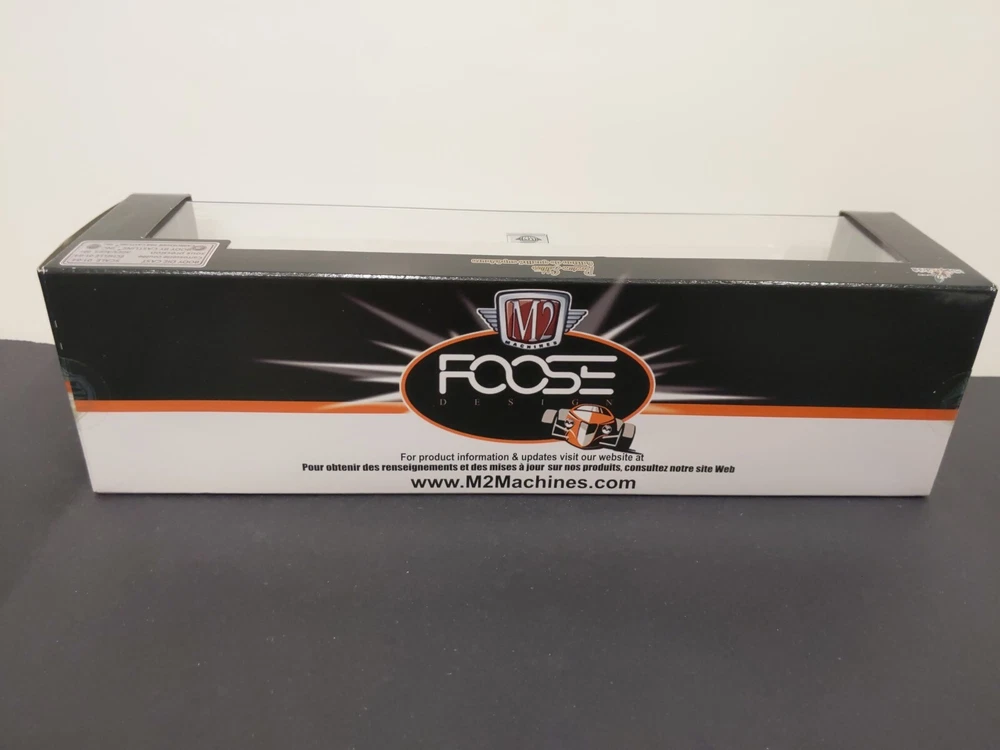 M2
MACHINES
FOOSE
DESIGN
For product information & updates visit our website at
Pour obtenir des renseignements et des mises à jour sur nos produits, consultez notre site Web
www.M2Machines.com